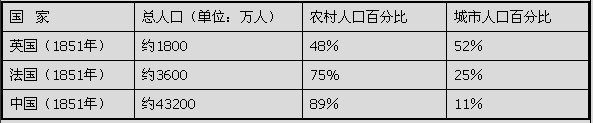 国　家 总人口（单位：万人） 农村人口百分比 城市人口百分比
英国（1851年） 约1800 48% 52%
法国（1851年） 约3600 75% 25%
中国（1851年） 约43200 89% 11%